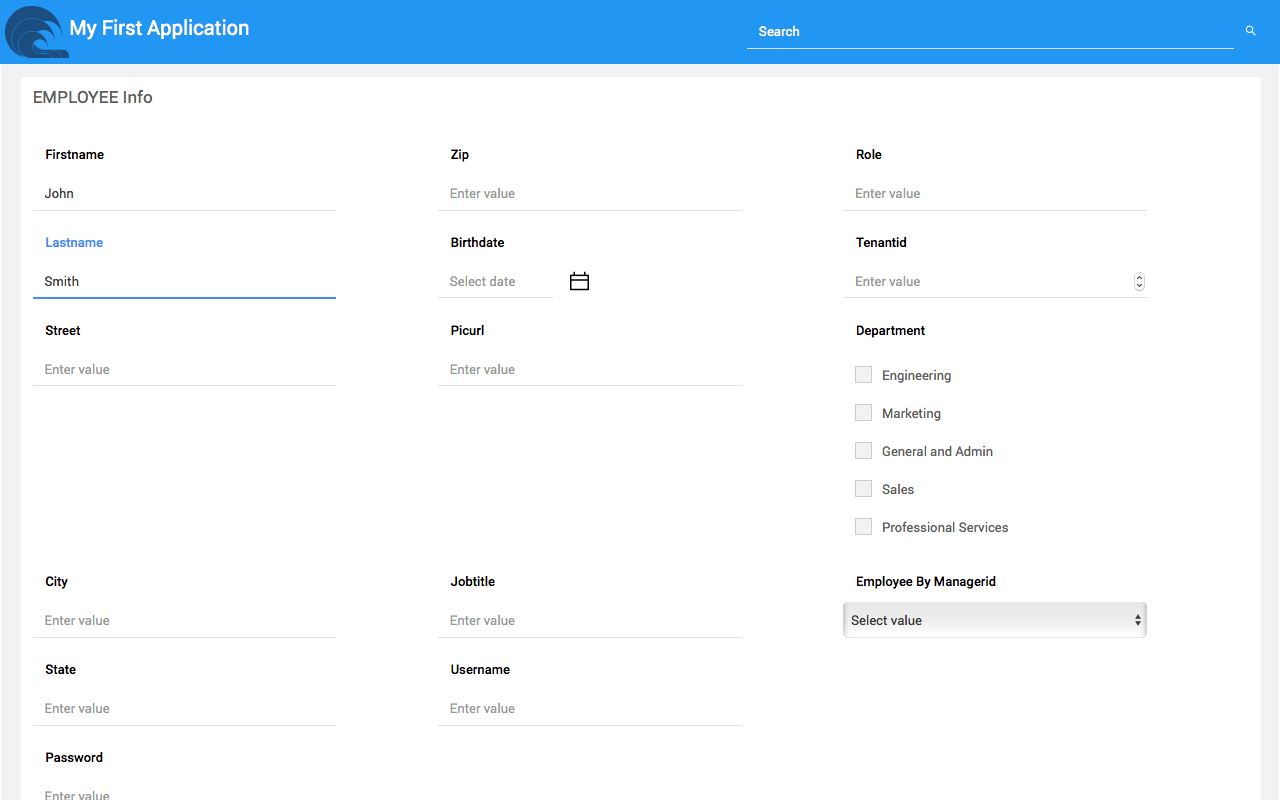 My First Application
Search
EMPLOYEE Info
Firstname
Zip
Role
John
Enter value
Enter value
Lastname
Birthdate
Tenantid
Smith
Select date
Enter value
Street
Picurl
Department
Enter value
Enter value
Engineering
Marketing
General and Admin
Sales
Professional Services
City
Jobtitle
Employee By Managerid
Enter value
Enter value
Select value
State
Username
Enter value
Enter value
Password
Enter value